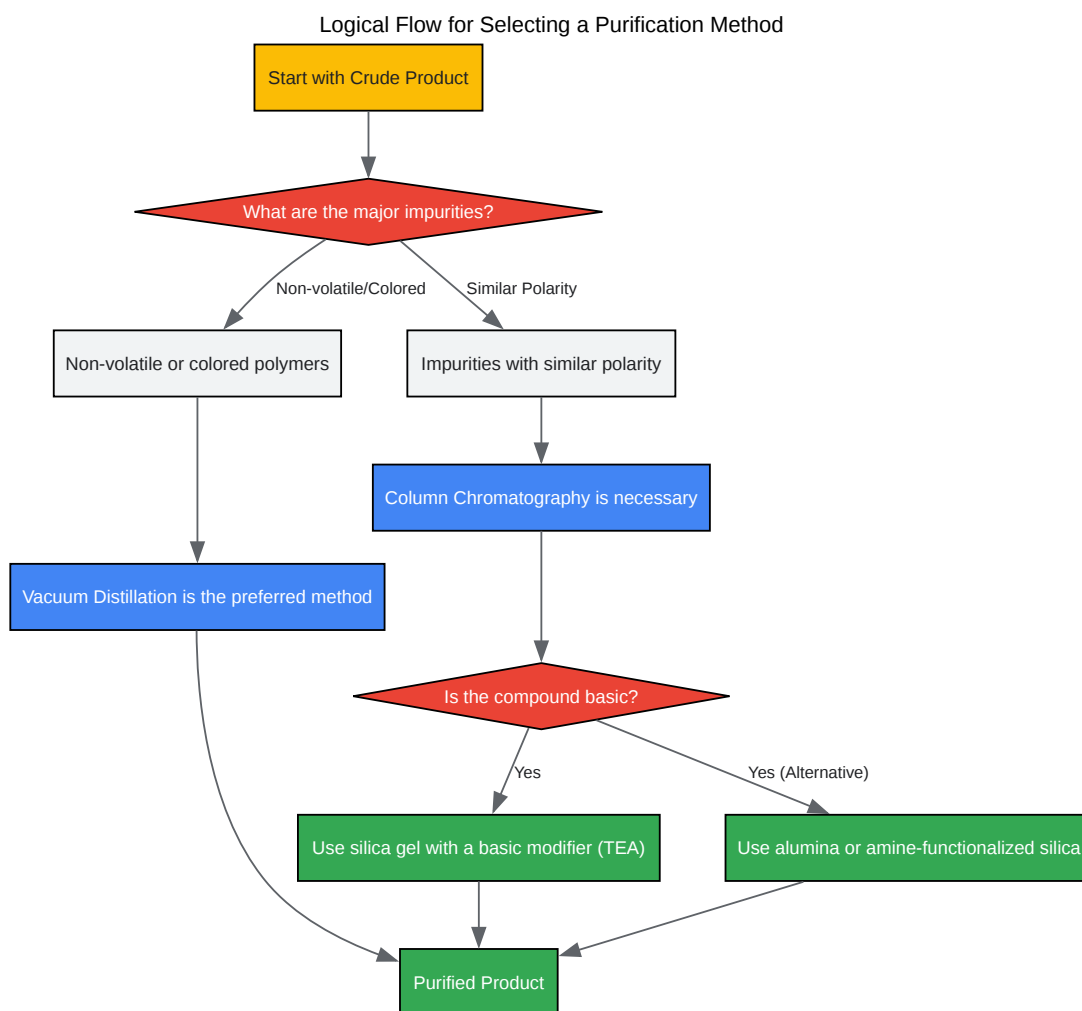 Logical Flow for Selecting a Purification Method
Start with Crude Product
What are the major impurities?
Non-volatile/Colored
Similar Polarity
Non-volatile or colored polymers
Impurities with similar polarity
Column Chromatography is necessary
Vacuum Distillation is the preferred method
Is the compound basic?
Yes
Yes (Alternative)
Use silica gel with a basic modifier (TEA)
Use alumina or amine-functionalized silica
Purified Product